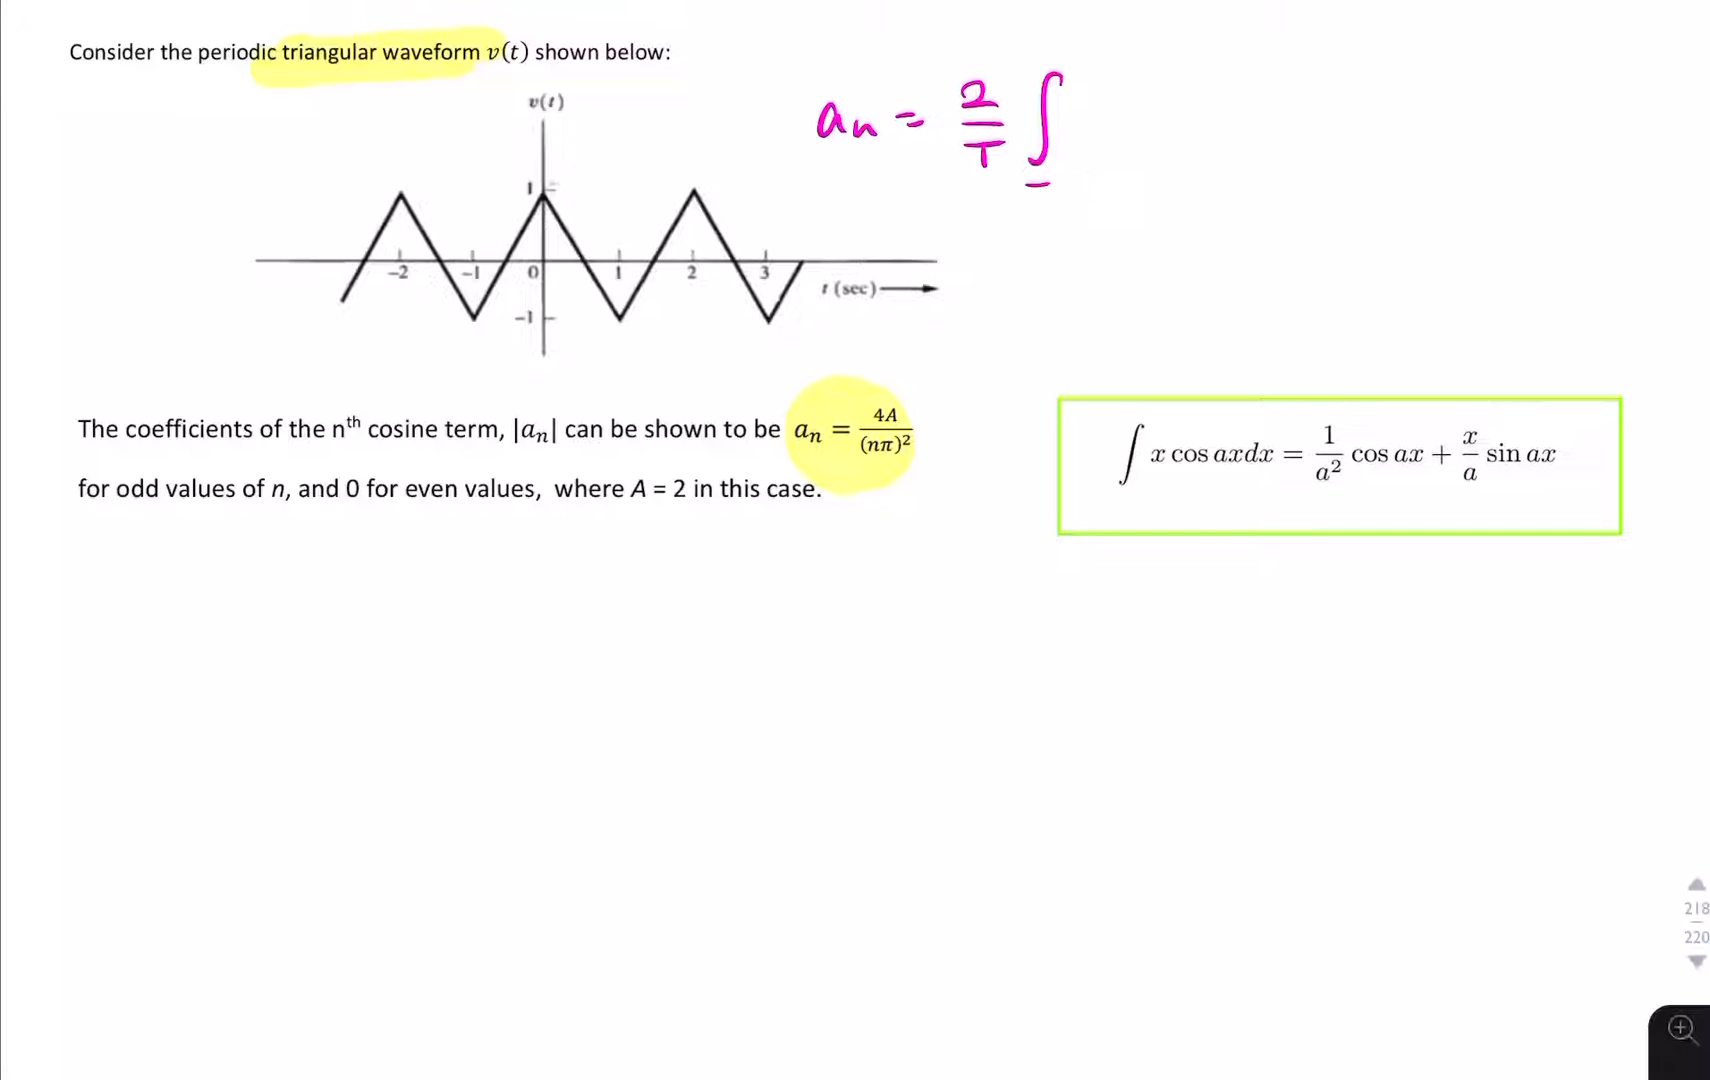 Consider the periodic triangular waveform v(t) shown below:
v(t)
aₙ = 2/T ∫
1
−2 −1 0 1 2 3
t (sec)
−1
The coefficients of the nᵗʰ cosine term, |aₙ| can be shown to be aₙ = 4A/(nπ)²
for odd values of n, and 0 for even values, where A = 2 in this case.
∫ x cos axdx = 1/a² cos ax + x/a sin ax
218
220